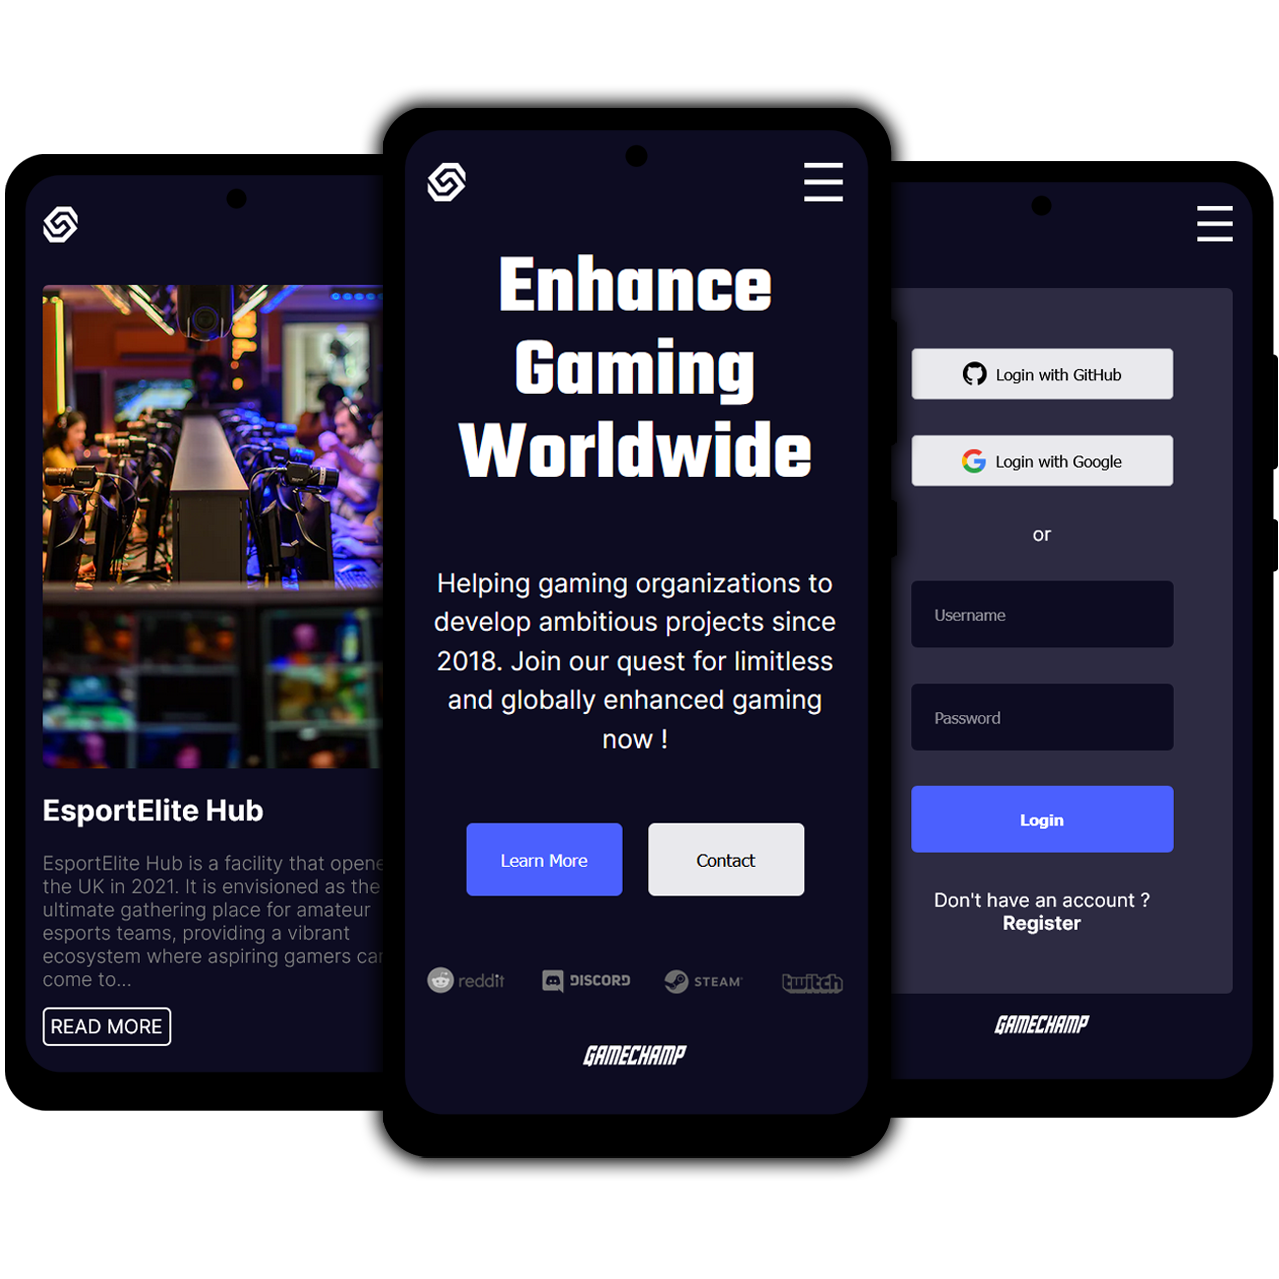 EsportElite Hub
EsportElite Hub is a facility that opene
the UK in 2021. It is envisioned as the
ultimate gathering place for amateur
esports teams, providing a vibrant
ecosystem where aspiring gamers car
come to...
READ MORE
Enhance
Gaming
Worldwide
Helping gaming organizations to
develop ambitious projects since
2018. Join our quest for limitless
and globally enhanced gaming
now !
Learn More
Contact
reddit
DISCORD
STEAM
twitch
GAMECHAMP
Login with GitHub
Login with Google
or
Username
Password
Login
Don't have an account ?
Register
GAMECHAMP